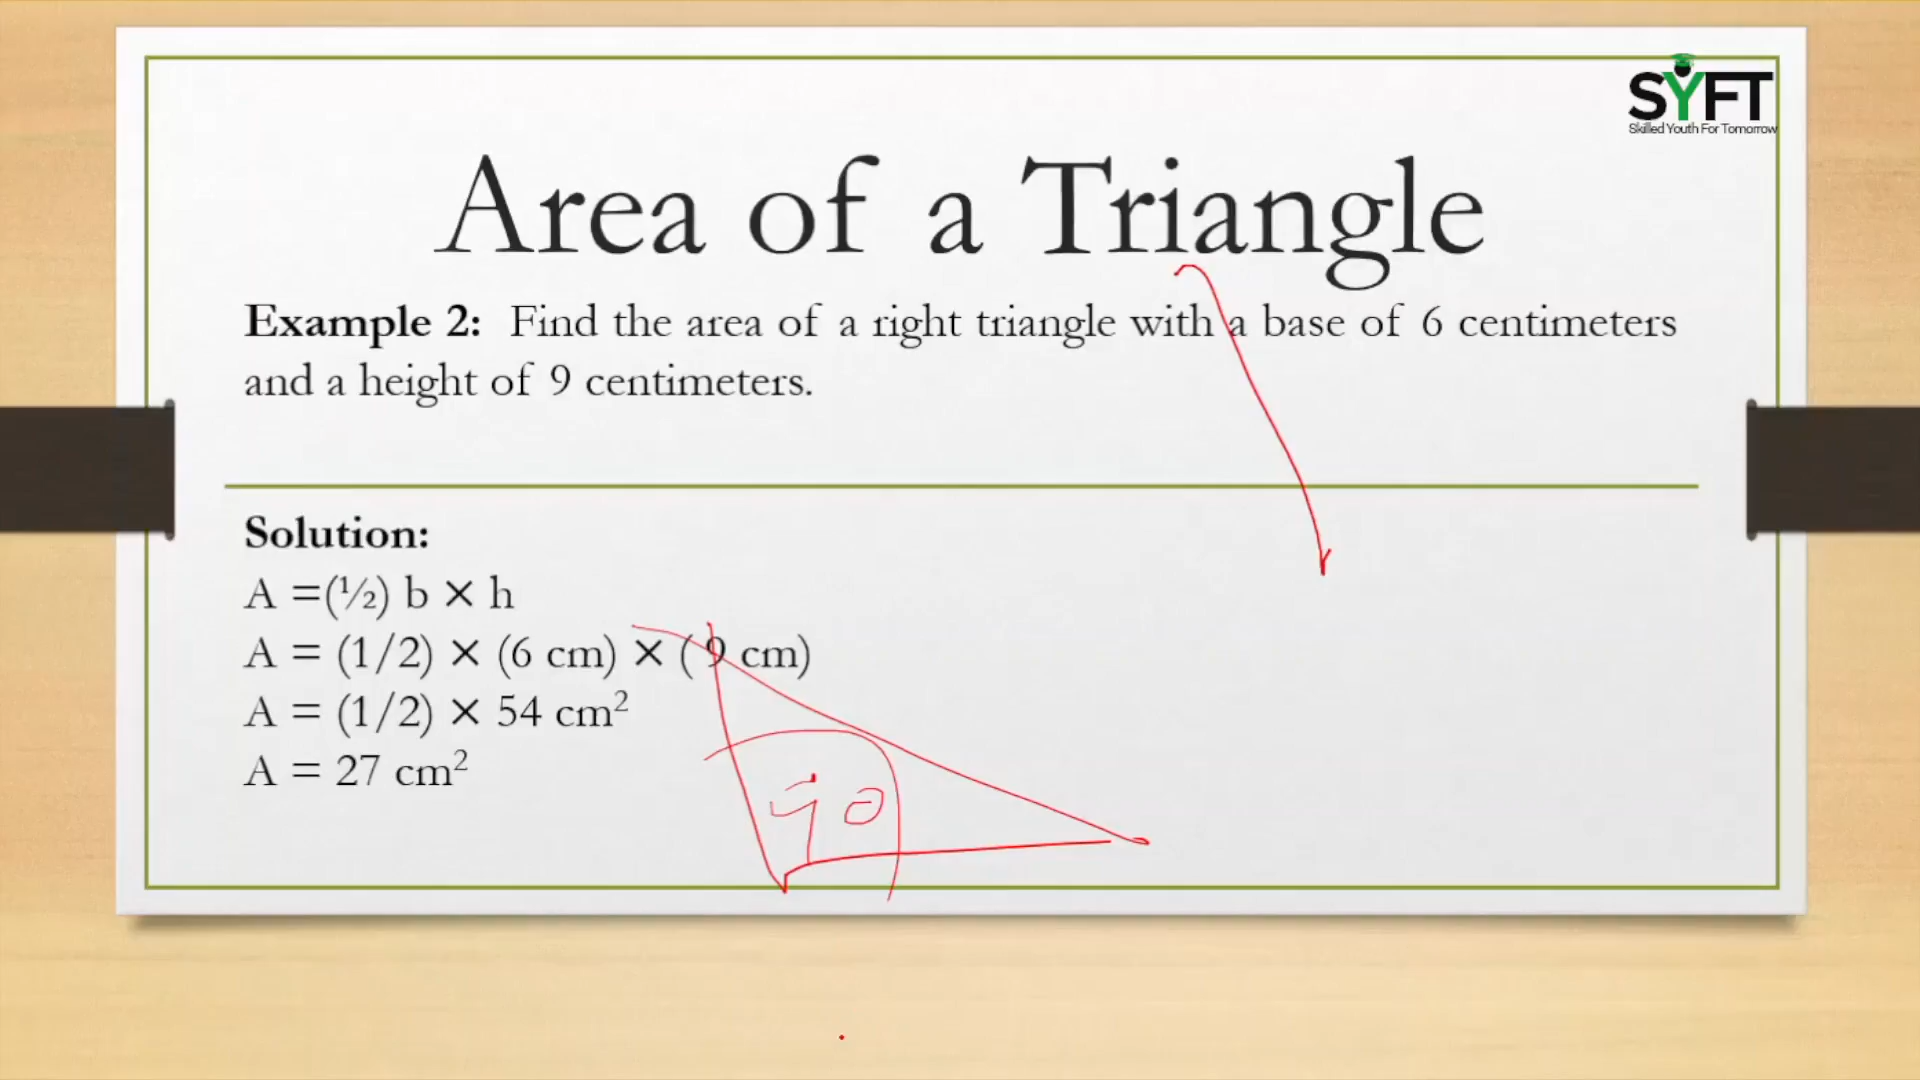 SYFT
Skilled Youth For Tomorrow
Area of a Triangle
Example 2: Find the area of a right triangle with a base of 6 centimeters
and a height of 9 centimeters.
Solution:
A =(½) b × h
A = (1/2) × (6 cm) × ( 9 cm)
A = (1/2) × 54 cm²
A = 27 cm²
90